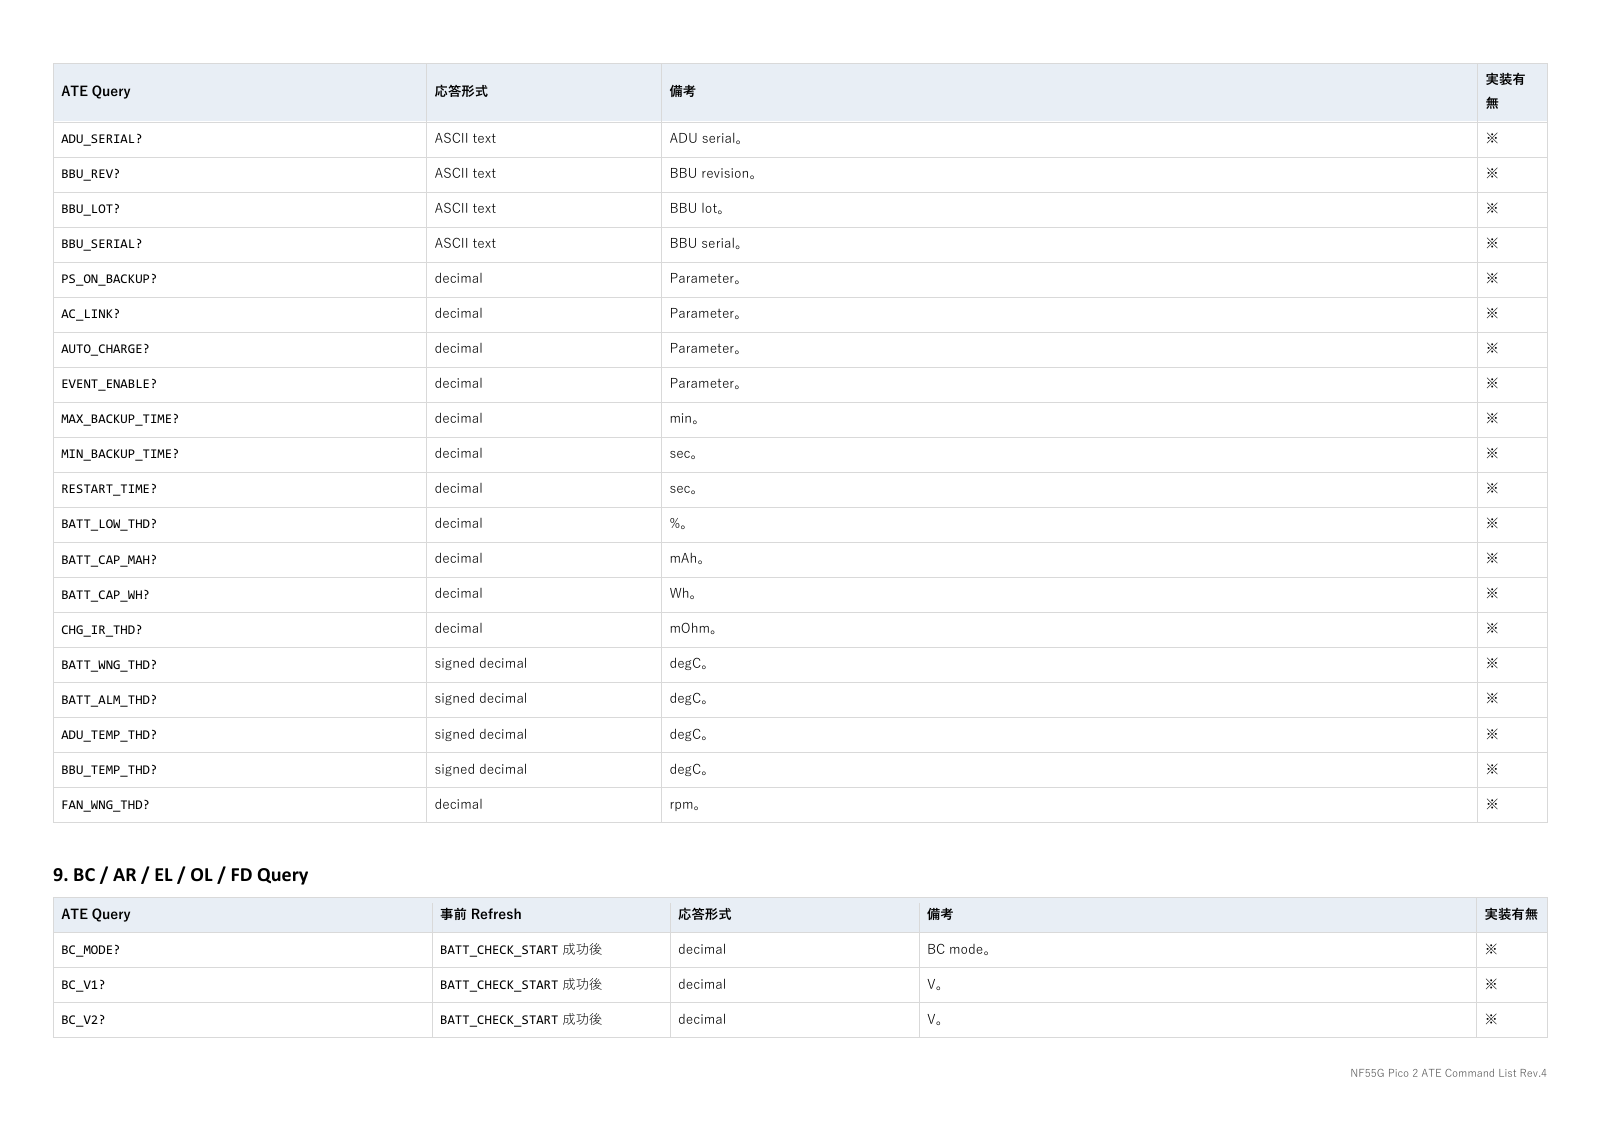 ATE Query 応答形式 備考 実装有無
ADU_SERIAL? ASCII text ADU serial。 ※
BBU_REV? ASCII text BBU revision。 ※
BBU_LOT? ASCII text BBU lot。 ※
BBU_SERIAL? ASCII text BBU serial。 ※
PS_ON_BACKUP? decimal Parameter。 ※
AC_LINK? decimal Parameter。 ※
AUTO_CHARGE? decimal Parameter。 ※
EVENT_ENABLE? decimal Parameter。 ※
MAX_BACKUP_TIME? decimal min。 ※
MIN_BACKUP_TIME? decimal sec。 ※
RESTART_TIME? decimal sec。 ※
BATT_LOW_THD? decimal %。 ※
BATT_CAP_MAH? decimal mAh。 ※
BATT_CAP_WH? decimal Wh。 ※
CHG_IR_THD? decimal mOhm。 ※
BATT_WNG_THD? signed decimal degC。 ※
BATT_ALM_THD? signed decimal degC。 ※
ADU_TEMP_THD? signed decimal degC。 ※
BBU_TEMP_THD? signed decimal degC。 ※
FAN_WNG_THD? decimal rpm。 ※
9. BC / AR / EL / OL / FD Query
ATE Query 事前 Refresh 応答形式 備考 実装有無
BC_MODE? BATT_CHECK_START 成功後 decimal BC mode。 ※
BC_V1? BATT_CHECK_START 成功後 decimal V。 ※
BC_V2? BATT_CHECK_START 成功後 decimal V。 ※
NF55G Pico 2 ATE Command List Rev.4